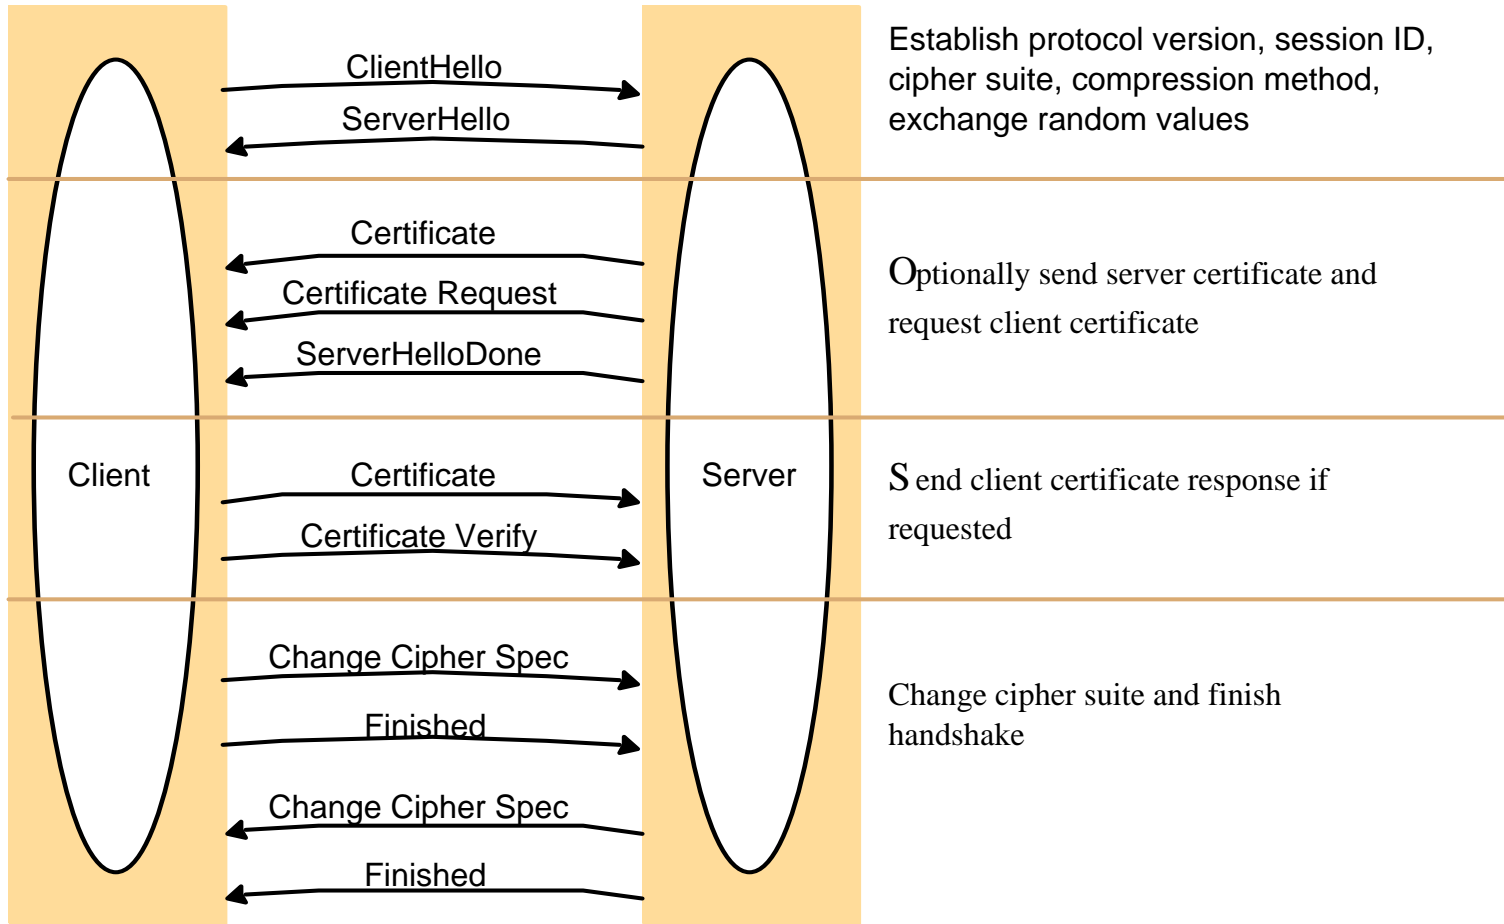 ClientHello
ServerHello
Establish protocol version, session ID,
cipher suite, compression method,
exchange random values
Certificate
Certificate Request
ServerHelloDone
Optionally send server certificate and
request client certificate
Client
Certificate
Certificate Verify
Server
S end client certificate response if
requested
Change Cipher Spec
Finished
Change Cipher Spec
Finished
Change cipher suite and finish
handshake